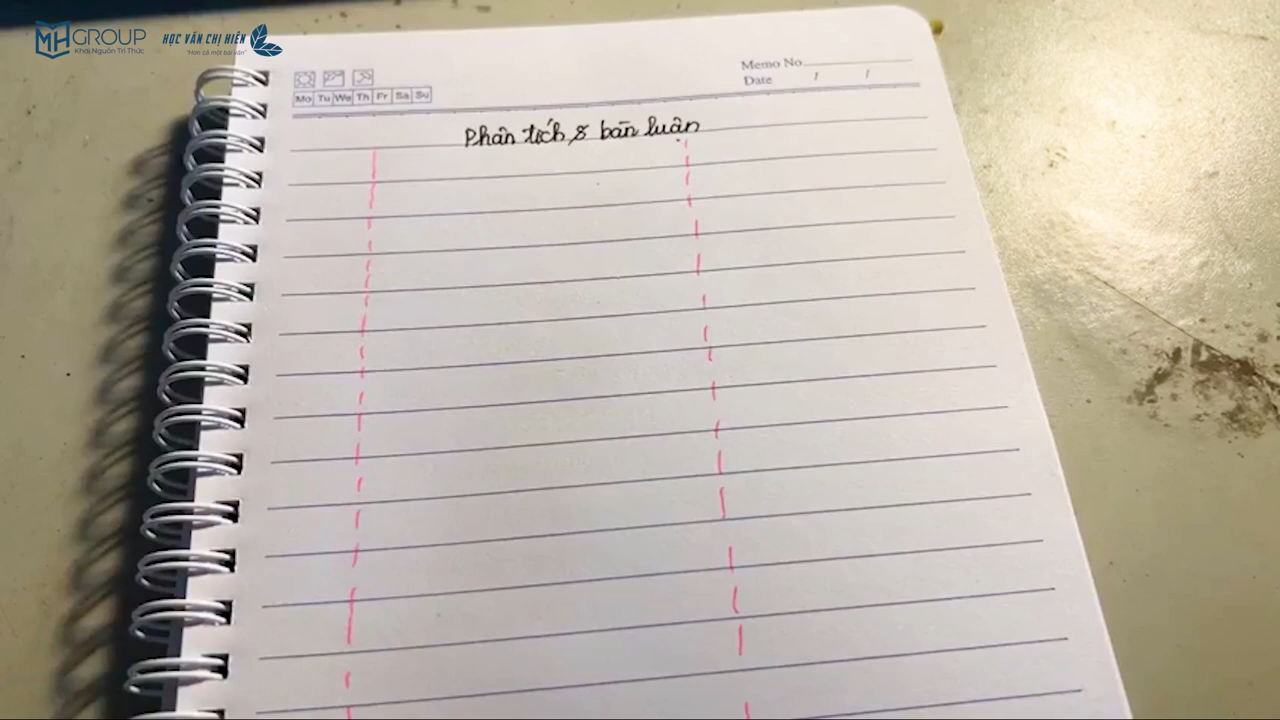 MH GROUP
Khơi Nguồn Tri Thức
HỌC VĂN CHỊ HIÊN
"Hơn cả một bài văn"
Memo No.
Date / /
Mo Tu We Th Fr Sa Su
Phân tích & bàn luận